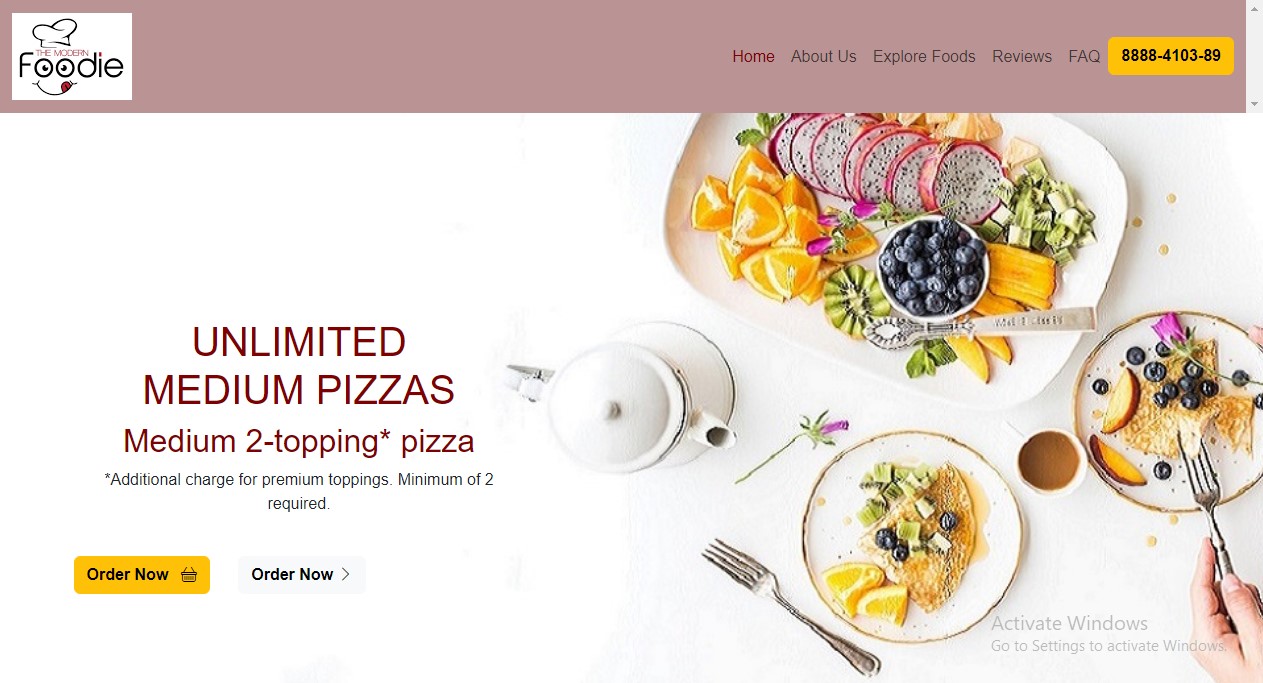 THE MODERN
Foodie
Home About Us Explore Foods Reviews FAQ 8888-4103-89
UNLIMITED
MEDIUM PIZZAS
Medium 2-topping* pizza
*Additional charge for premium toppings. Minimum of 2
required.
Order Now Order Now
Activate Windows
Go to Settings to activate Windows.